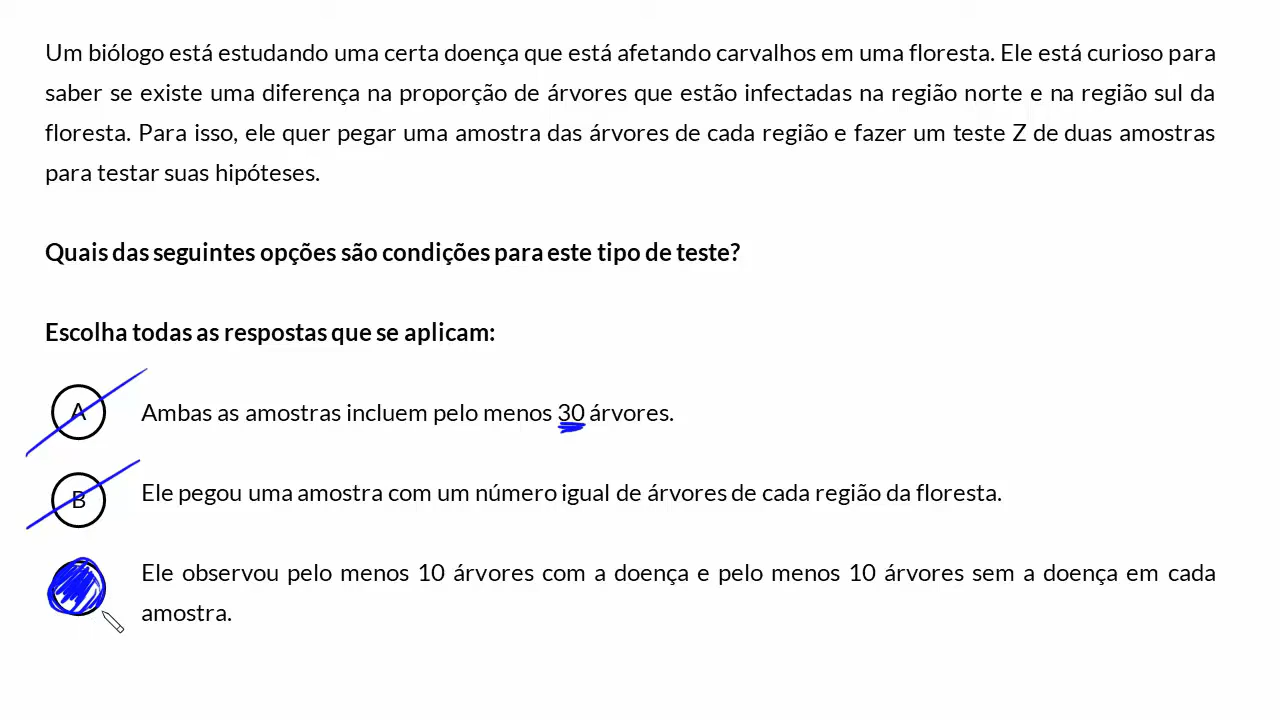 Um biólogo está estudando uma certa doença que está afetando carvalhos em uma floresta. Ele está curioso para
saber se existe uma diferença na proporção de árvores que estão infectadas na região norte e na região sul da
floresta. Para isso, ele quer pegar uma amostra das árvores de cada região e fazer um teste Z de duas amostras
para testar suas hipóteses.
Quais das seguintes opções são condições para este tipo de teste?
Escolha todas as respostas que se aplicam:
A Ambas as amostras incluem pelo menos 30 árvores.
B Ele pegou uma amostra com um número igual de árvores de cada região da floresta.
Ele observou pelo menos 10 árvores com a doença e pelo menos 10 árvores sem a doença em cada
amostra.